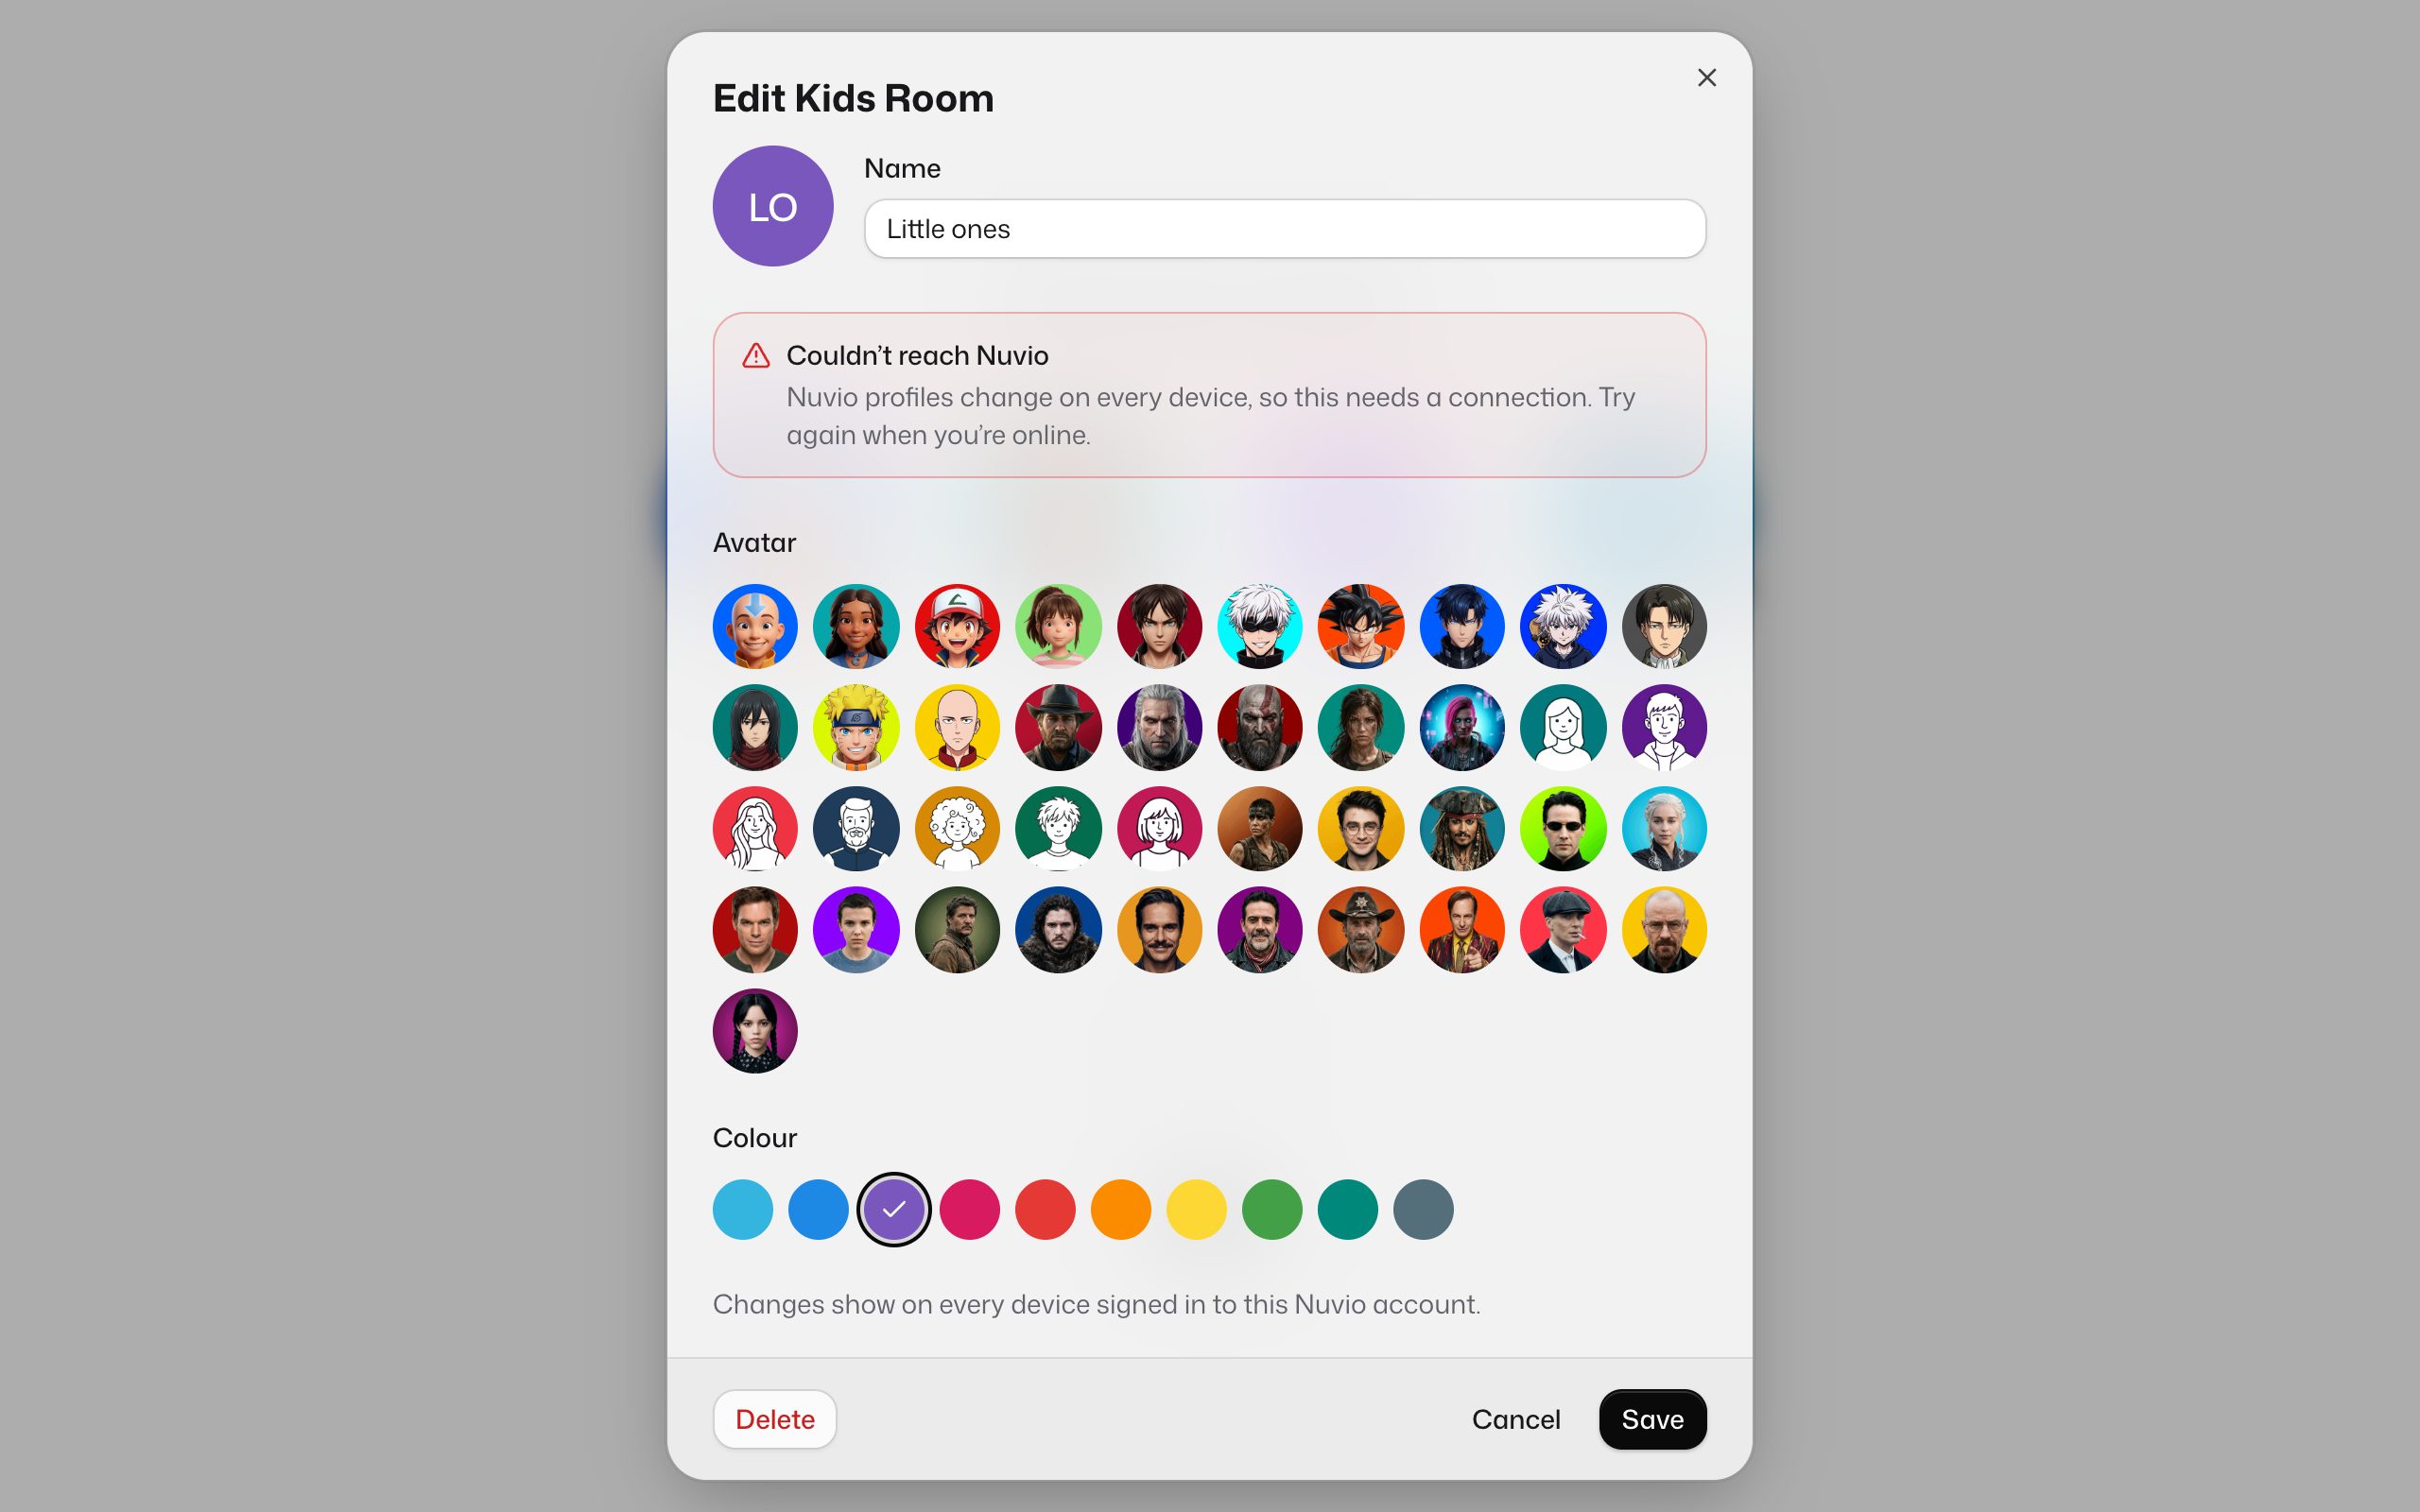 Edit Kids Room
LO
Name
Little ones
Couldn’t reach Nuvio
Nuvio profiles change on every device, so this needs a connection. Try
again when you’re online.
Avatar
Colour
Changes show on every device signed in to this Nuvio account.
Delete
Cancel
Save